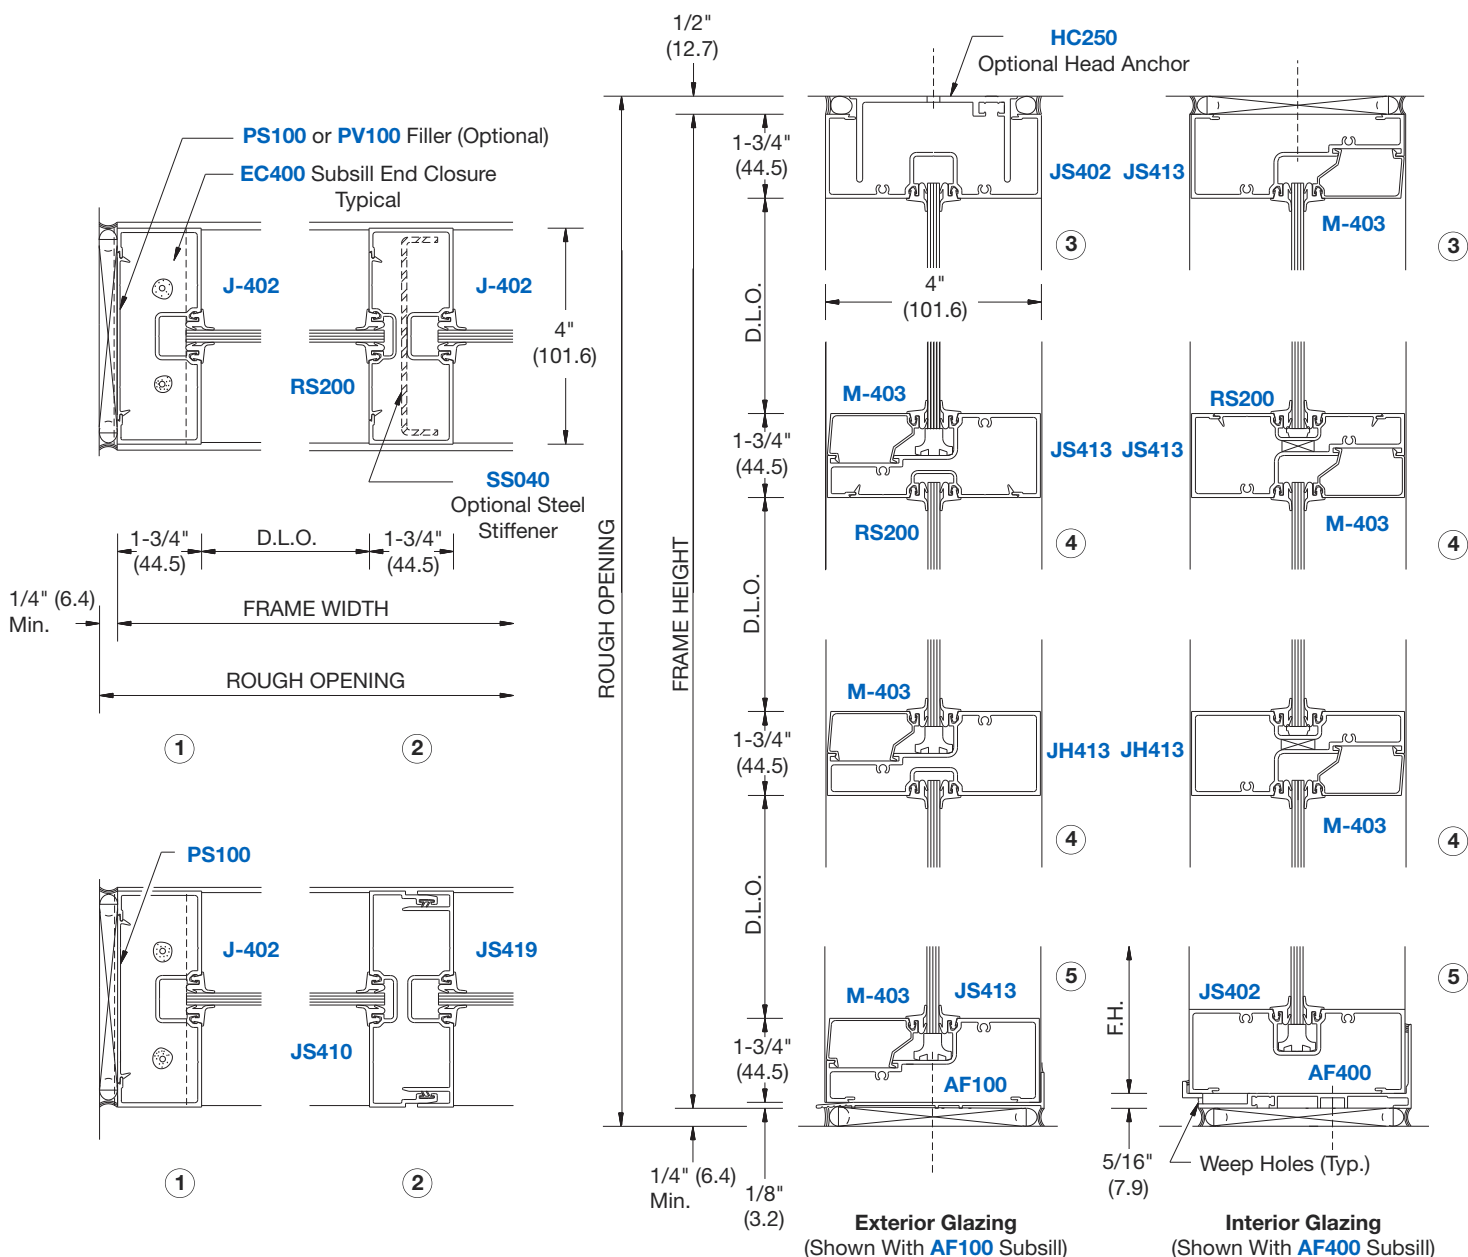 PS100 or PV100 Filler (Optional)
EC400 Subsill End Closure
Typical
J-402
J-402
4"
(101.6)
RS200
SS040
Optional Steel
Stiffener
1-3/4"
(44.5)
D.L.O.
1-3/4"
(44.5)
1/4" (6.4)
Min.
FRAME WIDTH
ROUGH OPENING
1
2
PS100
J-402
JS419
JS410
1
2
1/2"
(12.7)
HC250
Optional Head Anchor
ROUGH OPENING
FRAME HEIGHT
1-3/4"
(44.5)
JS402
JS413
M-403
3
3
D.L.O.
4"
(101.6)
M-403
RS200
1-3/4"
(44.5)
JS413
JS413
RS200
M-403
4
4
D.L.O.
M-403
1-3/4"
(44.5)
JH413
JH413
M-403
4
4
D.L.O.
M-403
JS413
5
JS402
F.H.
5
1-3/4"
(44.5)
AF100
AF400
1/4" (6.4)
Min.
1/8"
(3.2)
5/16"
(7.9)
Weep Holes (Typ.)
Exterior Glazing
(Shown With AF100 Subsill)
Interior Glazing
(Shown With AF400 Subsill)